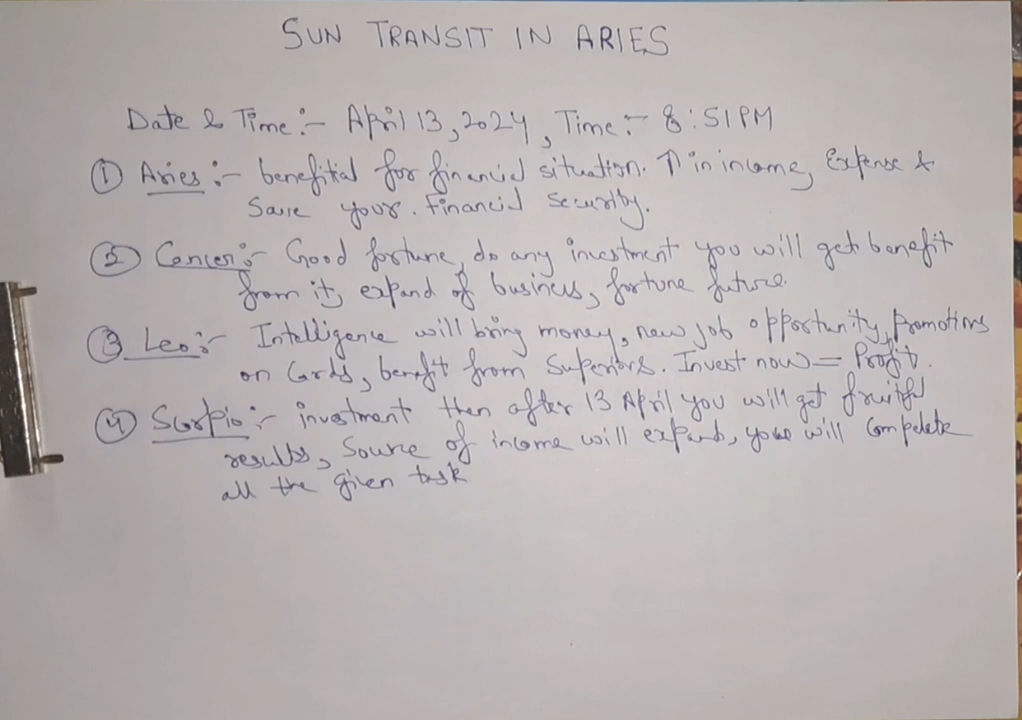 SUN TRANSIT IN ARIES
Date & Time :- April 13, 2024, Time :- 8:51PM
① Aries :- benefitial for financial situation. ↑ in income, Expense &
Save your. Financial security.
② Cancer :- Good fortune, do any investment you will get benefit
from it, expand of business, fortune future.
③ Leo :- Intelligence will bring money, new job opportunity, promotions
on Cards, benefit from Superiors. Invest now = Profit.
④ Scorpio :- investment then after 13 April you will get fruitful
results, Source of income will expand, you will Compelete
all the given task